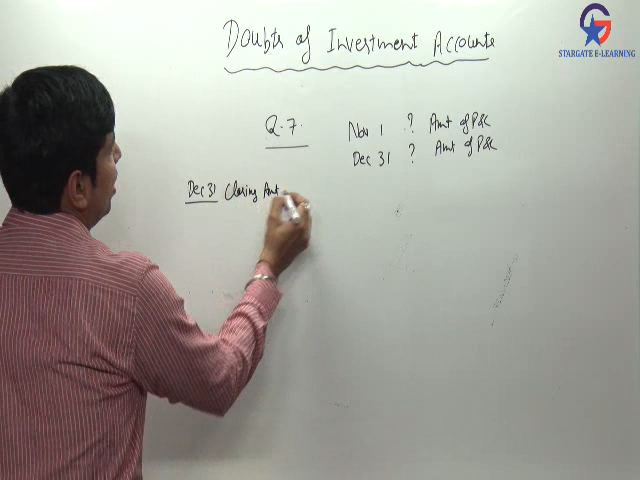 Doubts of Investment Accounts
STARGATE E-LEARNING
Q.7.
Nov 1 ? Amt of P&L
Dec 31 ? Amt of P&L
Dec 31 Closing Amt